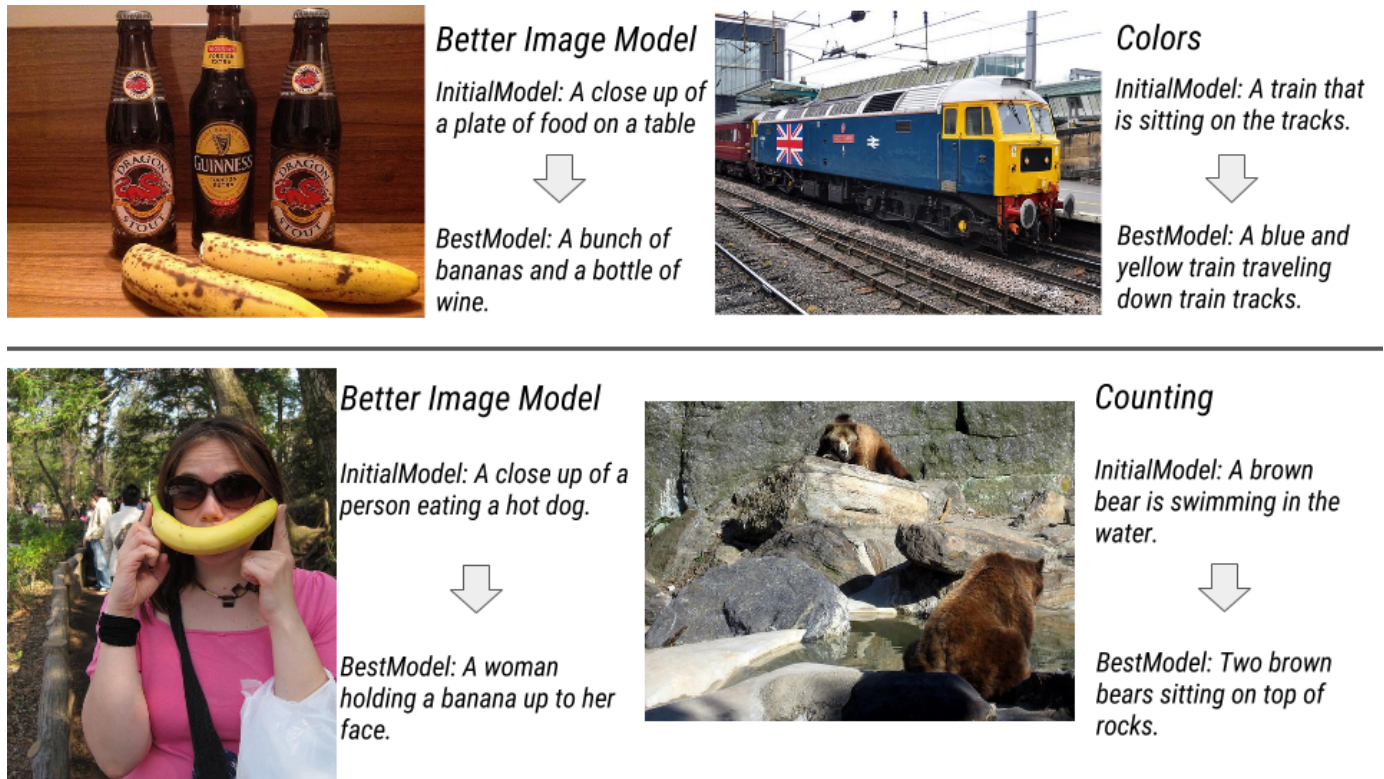 Better Image Model
InitialModel: A close up of
a plate of food on a table
BestModel: A bunch of
bananas and a bottle of
wine.
DRAGON
STOUT
GUINNESS
DRAGON
STOUT
Colors
InitialModel: A train that
is sitting on the tracks.
BestModel: A blue and
yellow train traveling
down train tracks.
Better Image Model
InitialModel: A close up of a
person eating a hot dog.
BestModel: A woman
holding a banana up to her
face.
Counting
InitialModel: A brown
bear is swimming in the
water.
BestModel: Two brown
bears sitting on top of
rocks.